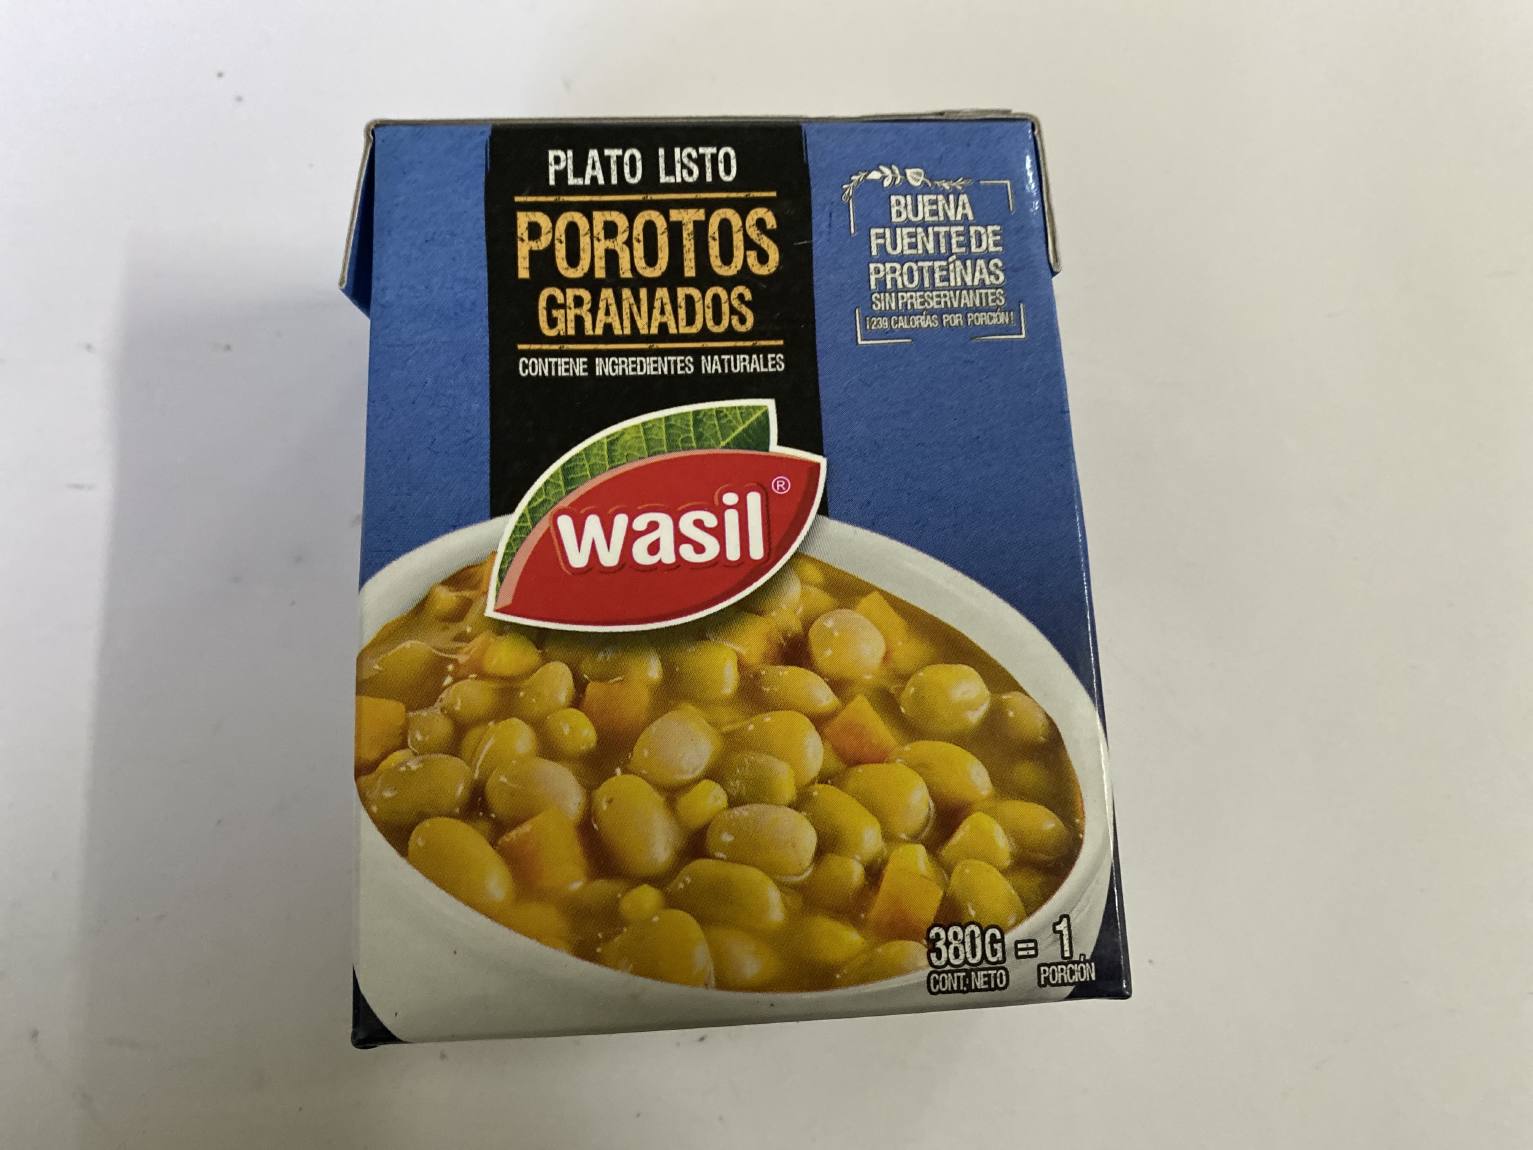 PLATO LISTO
POROTOS
GRANADOS
CONTIENE INGREDIENTES NATURALES
BUENA
FUENTE DE
PROTEÍNAS
SIN PRESERVANTES
¡239 CALORÍAS POR PORCIÓN!
wasil®
380G = 1
CONT. NETO PORCIÓN